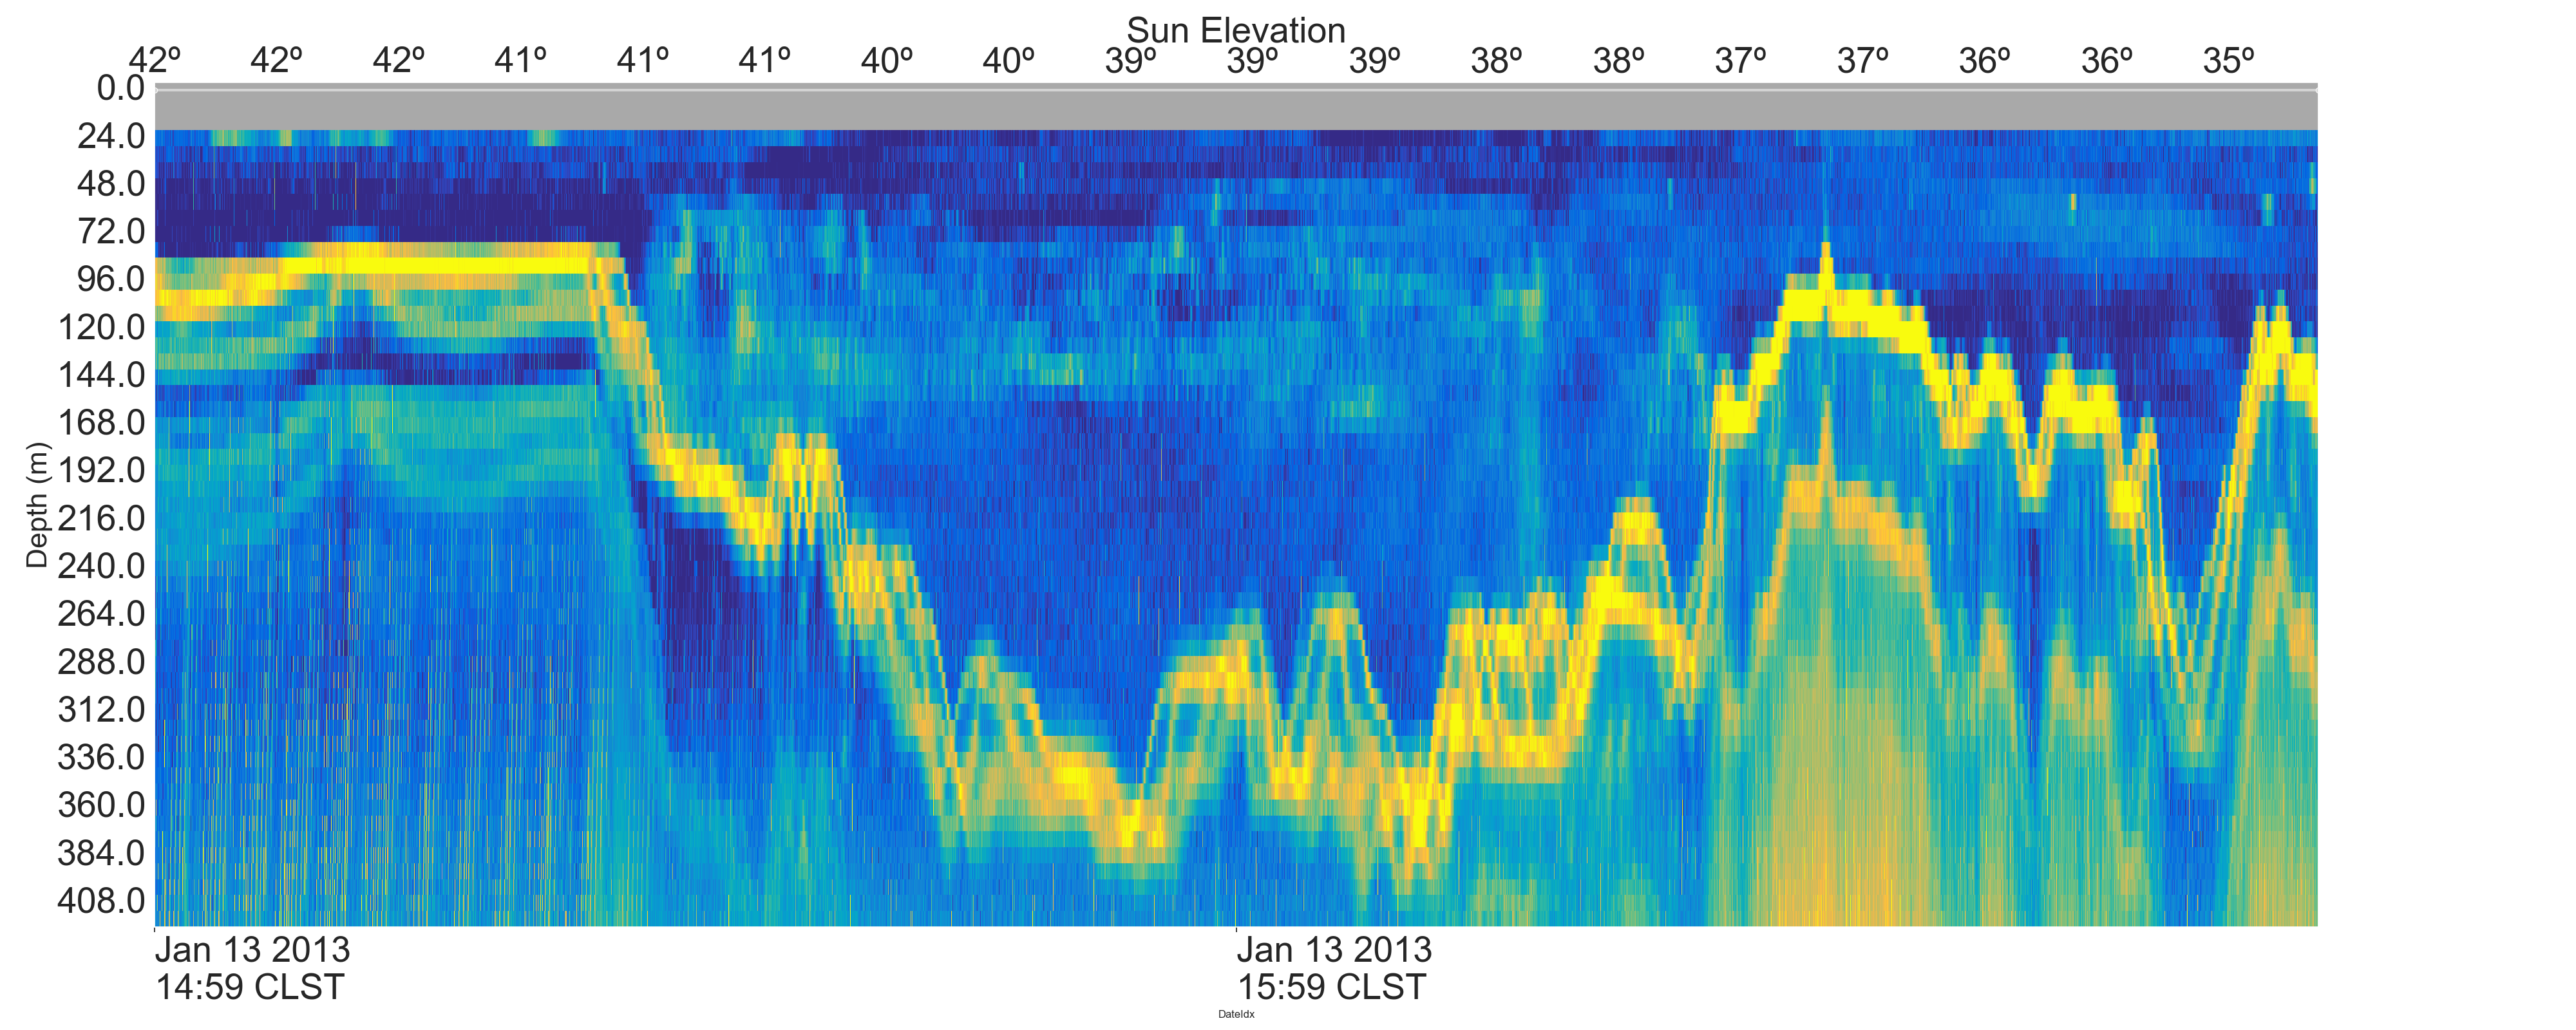 Sun Elevation
42º 42º 42º 41º 41º 41º 40º 40º 39º 39º 39º 38º 38º 37º 37º 36º 36º 35º
0.0
24.0
48.0
72.0
96.0
120.0
144.0
168.0
192.0
216.0
240.0
264.0
288.0
312.0
336.0
360.0
384.0
408.0
Depth (m)
Jan 13 2013
14:59 CLST
Jan 13 2013
15:59 CLST
DateIdx